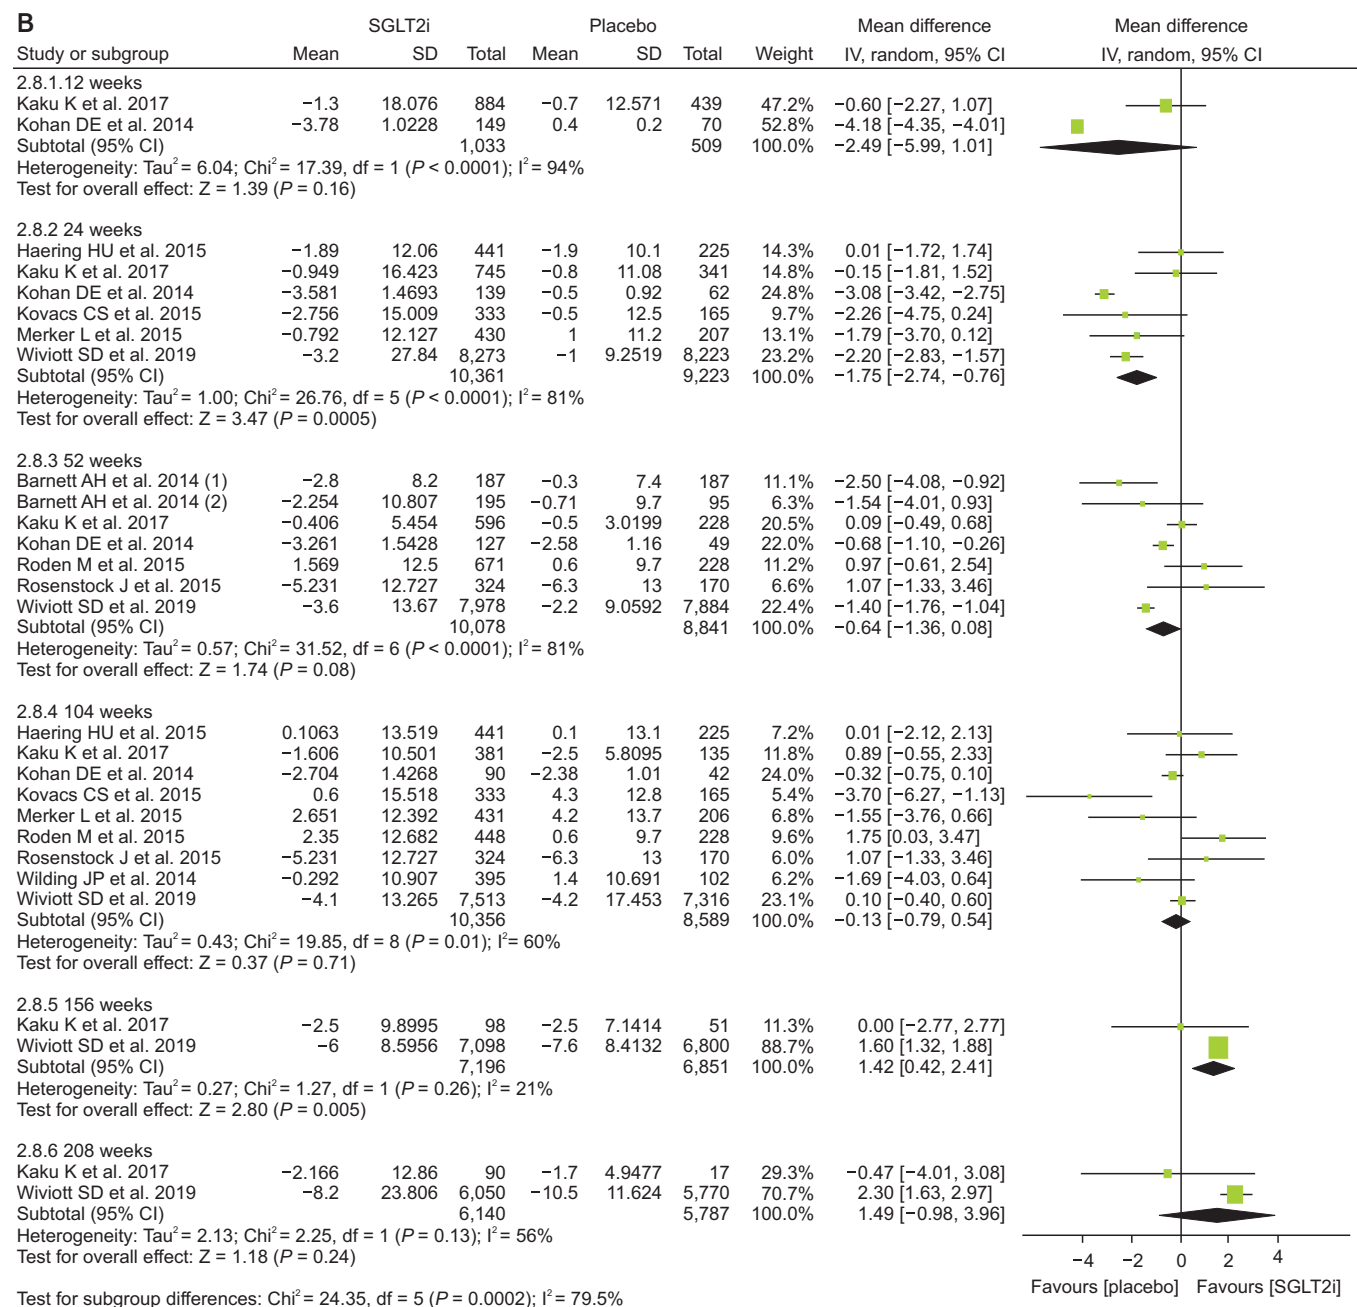 B
SGLT2i Placebo Mean difference Mean difference
Study or subgroup Mean SD Total Mean SD Total Weight IV, random, 95% CI IV, random, 95% CI
2.8.1.12 weeks
Kaku K et al. 2017 −1.3 18.076 884 −0.7 12.571 439 47.2% −0.60 [−2.27, 1.07]
Kohan DE et al. 2014 −3.78 1.0228 149 0.4 0.2 70 52.8% −4.18 [−4.35, −4.01]
Subtotal (95% CI) 1,033 509 100.0% −2.49 [−5.99, 1.01]
Heterogeneity: Tau² = 6.04; Chi² = 17.39, df = 1 (P < 0.0001); I² = 94%
Test for overall effect: Z = 1.39 (P = 0.16)
2.8.2 24 weeks
Haering HU et al. 2015 −1.89 12.06 441 −1.9 10.1 225 14.3% 0.01 [−1.72, 1.74]
Kaku K et al. 2017 −0.949 16.423 745 −0.8 11.08 341 14.8% −0.15 [−1.81, 1.52]
Kohan DE et al. 2014 −3.581 1.4693 139 −0.5 0.92 62 24.8% −3.08 [−3.42, −2.75]
Kovacs CS et al. 2015 −2.756 15.009 333 −0.5 12.5 165 9.7% −2.26 [−4.75, 0.24]
Merker L et al. 2015 −0.792 12.127 430 1 11.2 207 13.1% −1.79 [−3.70, 0.12]
Wiviott SD et al. 2019 −3.2 27.84 8,273 −1 9.2519 8,223 23.2% −2.20 [−2.83, −1.57]
Subtotal (95% CI) 10,361 9,223 100.0% −1.75 [−2.74, −0.76]
Heterogeneity: Tau² = 1.00; Chi² = 26.76, df = 5 (P < 0.0001); I² = 81%
Test for overall effect: Z = 3.47 (P = 0.0005)
2.8.3 52 weeks
Barnett AH et al. 2014 (1) −2.8 8.2 187 −0.3 7.4 187 11.1% −2.50 [−4.08, −0.92]
Barnett AH et al. 2014 (2) −2.254 10.807 195 −0.71 9.7 95 6.3% −1.54 [−4.01, 0.93]
Kaku K et al. 2017 −0.406 5.454 596 −0.5 3.0199 228 20.5% 0.09 [−0.49, 0.68]
Kohan DE et al. 2014 −3.261 1.5428 127 −2.58 1.16 49 22.0% −0.68 [−1.10, −0.26]
Roden M et al. 2015 1.569 12.5 671 0.6 9.7 228 11.2% 0.97 [−0.61, 2.54]
Rosenstock J et al. 2015 −5.231 12.727 324 −6.3 13 170 6.6% 1.07 [−1.33, 3.46]
Wiviott SD et al. 2019 −3.6 13.67 7,978 −2.2 9.0592 7,884 22.4% −1.40 [−1.76, −1.04]
Subtotal (95% CI) 10,078 8,841 100.0% −0.64 [−1.36, 0.08]
Heterogeneity: Tau² = 0.57; Chi² = 31.52, df = 6 (P < 0.0001); I² = 81%
Test for overall effect: Z = 1.74 (P = 0.08)
2.8.4 104 weeks
Haering HU et al. 2015 0.1063 13.519 441 0.1 13.1 225 7.2% 0.01 [−2.12, 2.13]
Kaku K et al. 2017 −1.606 10.501 381 −2.5 5.8095 135 11.8% 0.89 [−0.55, 2.33]
Kohan DE et al. 2014 −2.704 1.4268 90 −2.38 1.01 42 24.0% −0.32 [−0.75, 0.10]
Kovacs CS et al. 2015 0.6 15.518 333 4.3 12.8 165 5.4% −3.70 [−6.27, −1.13]
Merker L et al. 2015 2.651 12.392 431 4.2 13.7 206 6.8% −1.55 [−3.76, 0.66]
Roden M et al. 2015 2.35 12.682 448 0.6 9.7 228 9.6% 1.75 [0.03, 3.47]
Rosenstock J et al. 2015 −5.231 12.727 324 −6.3 13 170 6.0% 1.07 [−1.33, 3.46]
Wilding JP et al. 2014 −0.292 10.907 395 1.4 10.691 102 6.2% −1.69 [−4.03, 0.64]
Wiviott SD et al. 2019 −4.1 13.265 7,513 −4.2 17.453 7,316 23.1% 0.10 [−0.40, 0.60]
Subtotal (95% CI) 10,356 8,589 100.0% −0.13 [−0.79, 0.54]
Heterogeneity: Tau² = 0.43; Chi² = 19.85, df = 8 (P = 0.01); I² = 60%
Test for overall effect: Z = 0.37 (P = 0.71)
2.8.5 156 weeks
Kaku K et al. 2017 −2.5 9.8995 98 −2.5 7.1414 51 11.3% 0.00 [−2.77, 2.77]
Wiviott SD et al. 2019 −6 8.5956 7,098 −7.6 8.4132 6,800 88.7% 1.60 [1.32, 1.88]
Subtotal (95% CI) 7,196 6,851 100.0% 1.42 [0.42, 2.41]
Heterogeneity: Tau² = 0.27; Chi² = 1.27, df = 1 (P = 0.26); I² = 21%
Test for overall effect: Z = 2.80 (P = 0.005)
2.8.6 208 weeks
Kaku K et al. 2017 −2.166 12.86 90 −1.7 4.9477 17 29.3% −0.47 [−4.01, 3.08]
Wiviott SD et al. 2019 −8.2 23.806 6,050 −10.5 11.624 5,770 70.7% 2.30 [1.63, 2.97]
Subtotal (95% CI) 6,140 5,787 100.0% 1.49 [−0.98, 3.96]
Heterogeneity: Tau² = 2.13; Chi² = 2.25, df = 1 (P = 0.13); I² = 56%
Test for overall effect: Z = 1.18 (P = 0.24)
−4 −2 0 2 4
Favours [placebo] Favours [SGLT2i]
Test for subgroup differences: Chi² = 24.35, df = 5 (P = 0.0002); I² = 79.5%